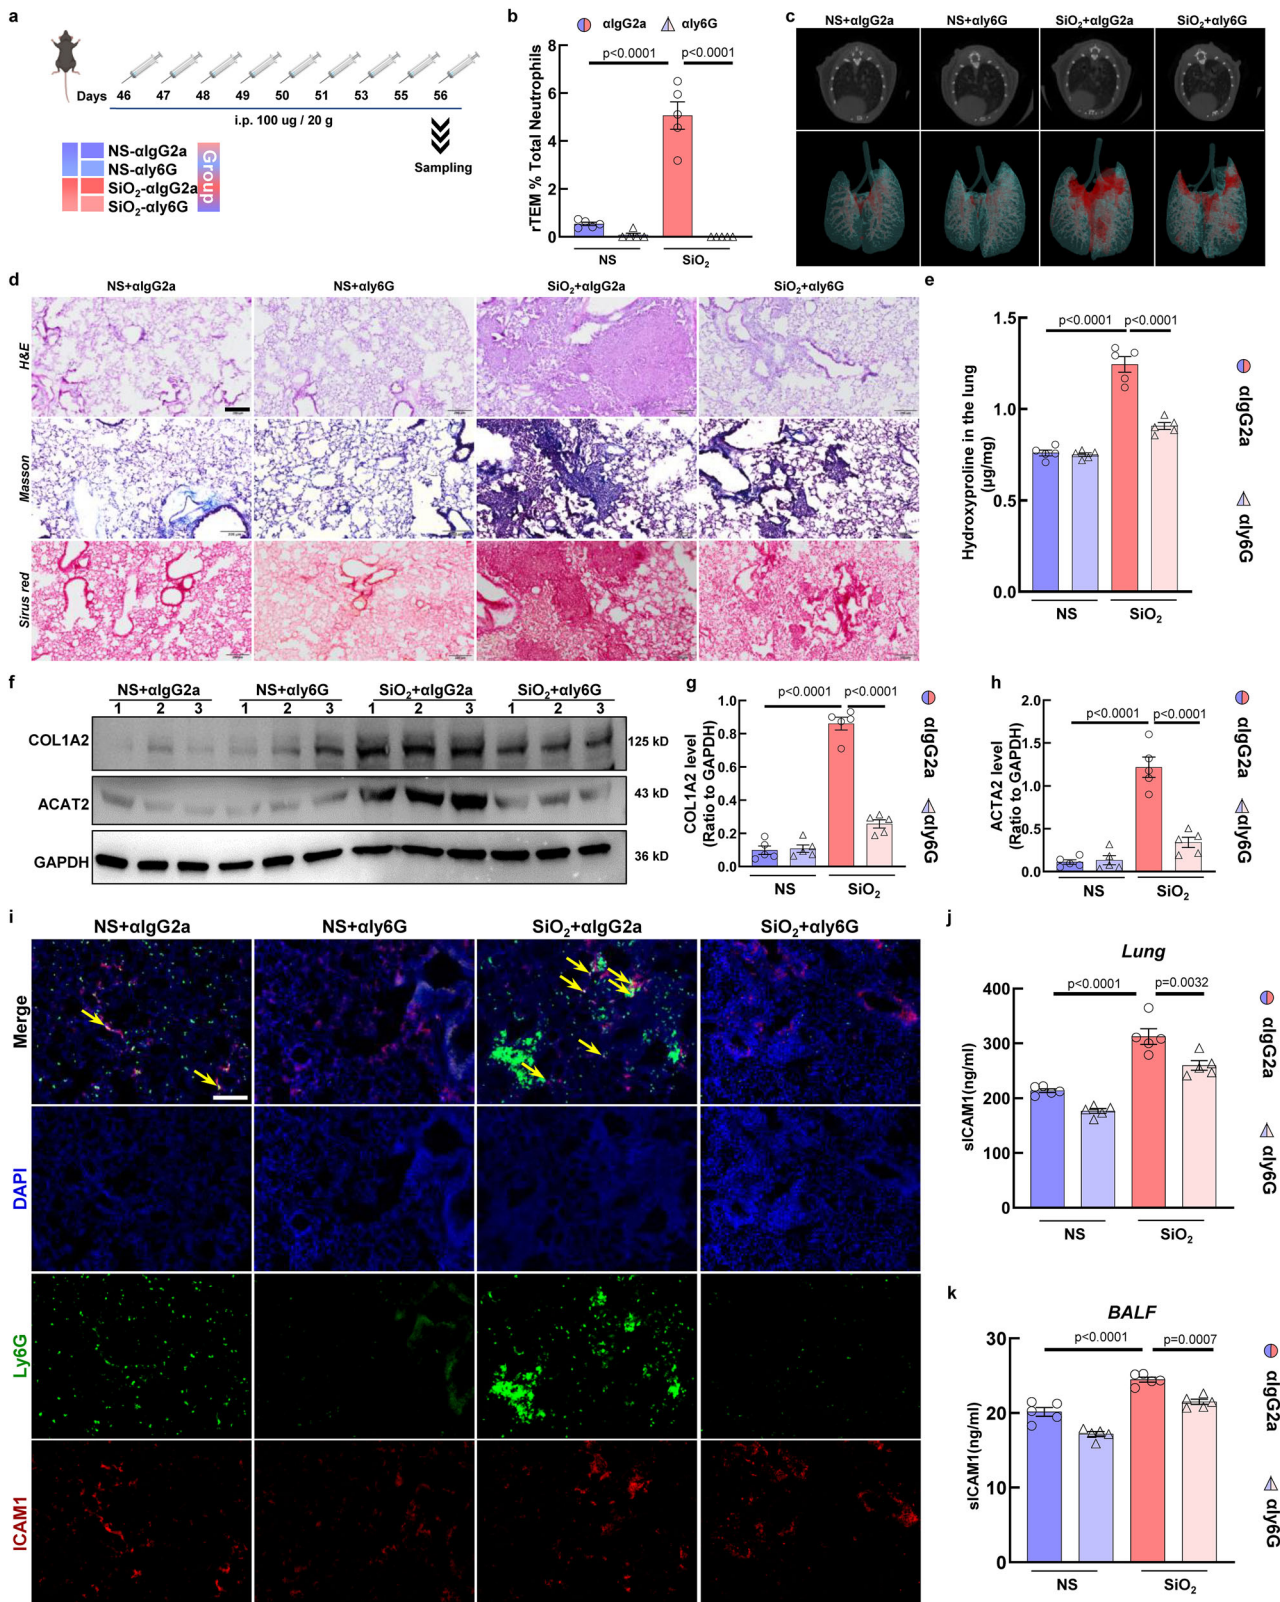 a
Days 46 47 48 49 50 51 53 55 56
i.p. 100 ug / 20 g
Sampling
NS-αIgG2a
NS-αly6G
SiO2-αIgG2a
SiO2-αly6G
Group
b
αIgG2a αly6G
p<0.0001 p<0.0001
rTEM % Total Neutrophils
8
6
4
2
0
NS SiO2
c
NS+αIgG2a NS+αly6G SiO2+αIgG2a SiO2+αly6G
d
NS+αIgG2a NS+αly6G SiO2+αIgG2a SiO2+αly6G
H&E
Masson
Sirus red
e
p<0.0001 p<0.0001
Hydroxyproline in the lung
(μg/mg)
1.5
1.0
0.5
0.0
NS SiO2
αIgG2a
αly6G
f
NS+αIgG2a NS+αly6G SiO2+αIgG2a SiO2+αly6G
1 2 3 1 2 3 1 2 3 1 2 3
COL1A2 125 kD
ACAT2 43 kD
GAPDH 36 kD
g
p<0.0001 p<0.0001
COL1A2 level
(Ratio to GAPDH)
1.0
0.8
0.6
0.4
0.2
0.0
NS SiO2
αIgG2a
αly6G
h
p<0.0001 p<0.0001
ACTA2 level
(Ratio to GAPDH)
2.0
1.5
1.0
0.5
0.0
NS SiO2
αIgG2a
αly6G
i
NS+αIgG2a NS+αly6G SiO2+αIgG2a SiO2+αly6G
Merge
DAPI
Ly6G
ICAM1
j
Lung
p<0.0001 p=0.0032
sICAM1(ng/ml)
400
300
200
100
0
NS SiO2
αIgG2a
αly6G
k
BALF
p<0.0001 p=0.0007
sICAM1(ng/ml)
30
20
10
0
NS SiO2
αIgG2a
αly6G